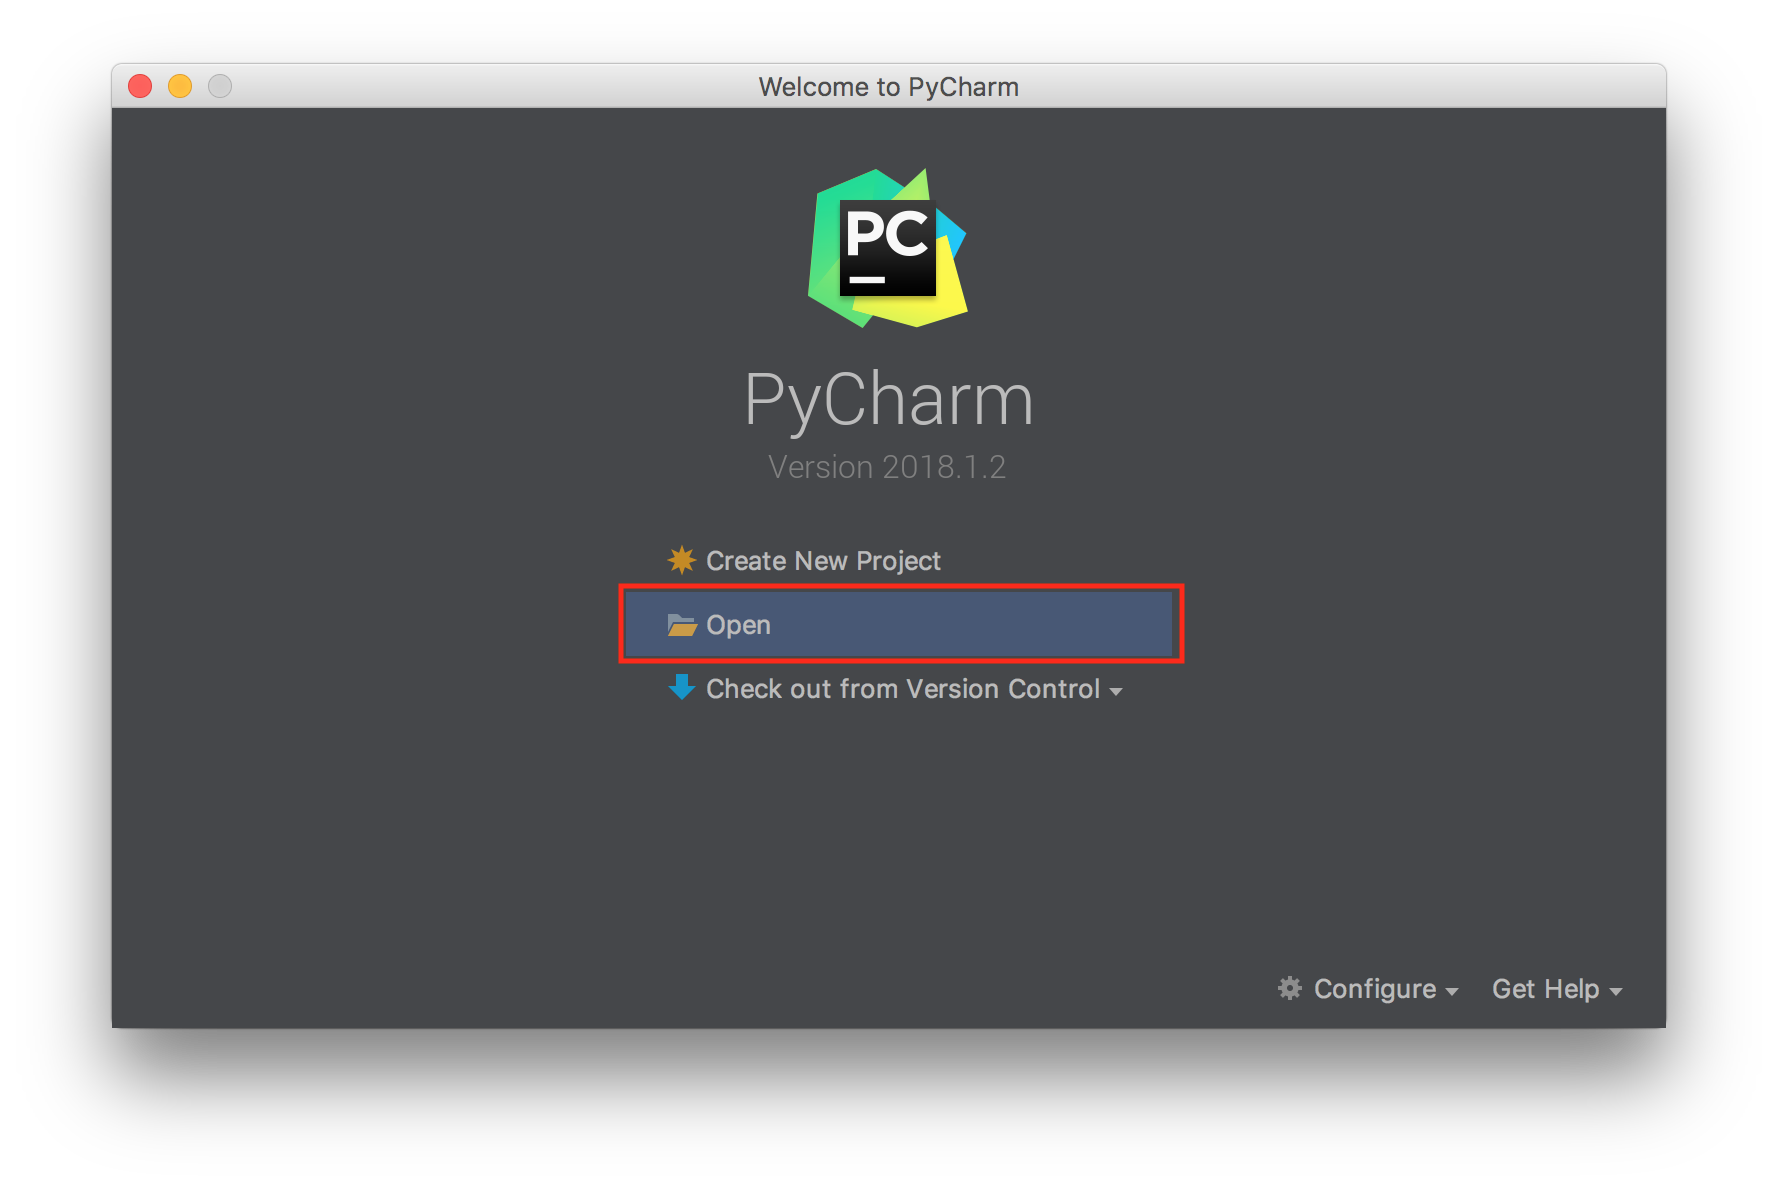 Welcome to PyCharm
PC
PyCharm
Version 2018.1.2
Create New Project
Open
Check out from Version Control
Configure
Get Help